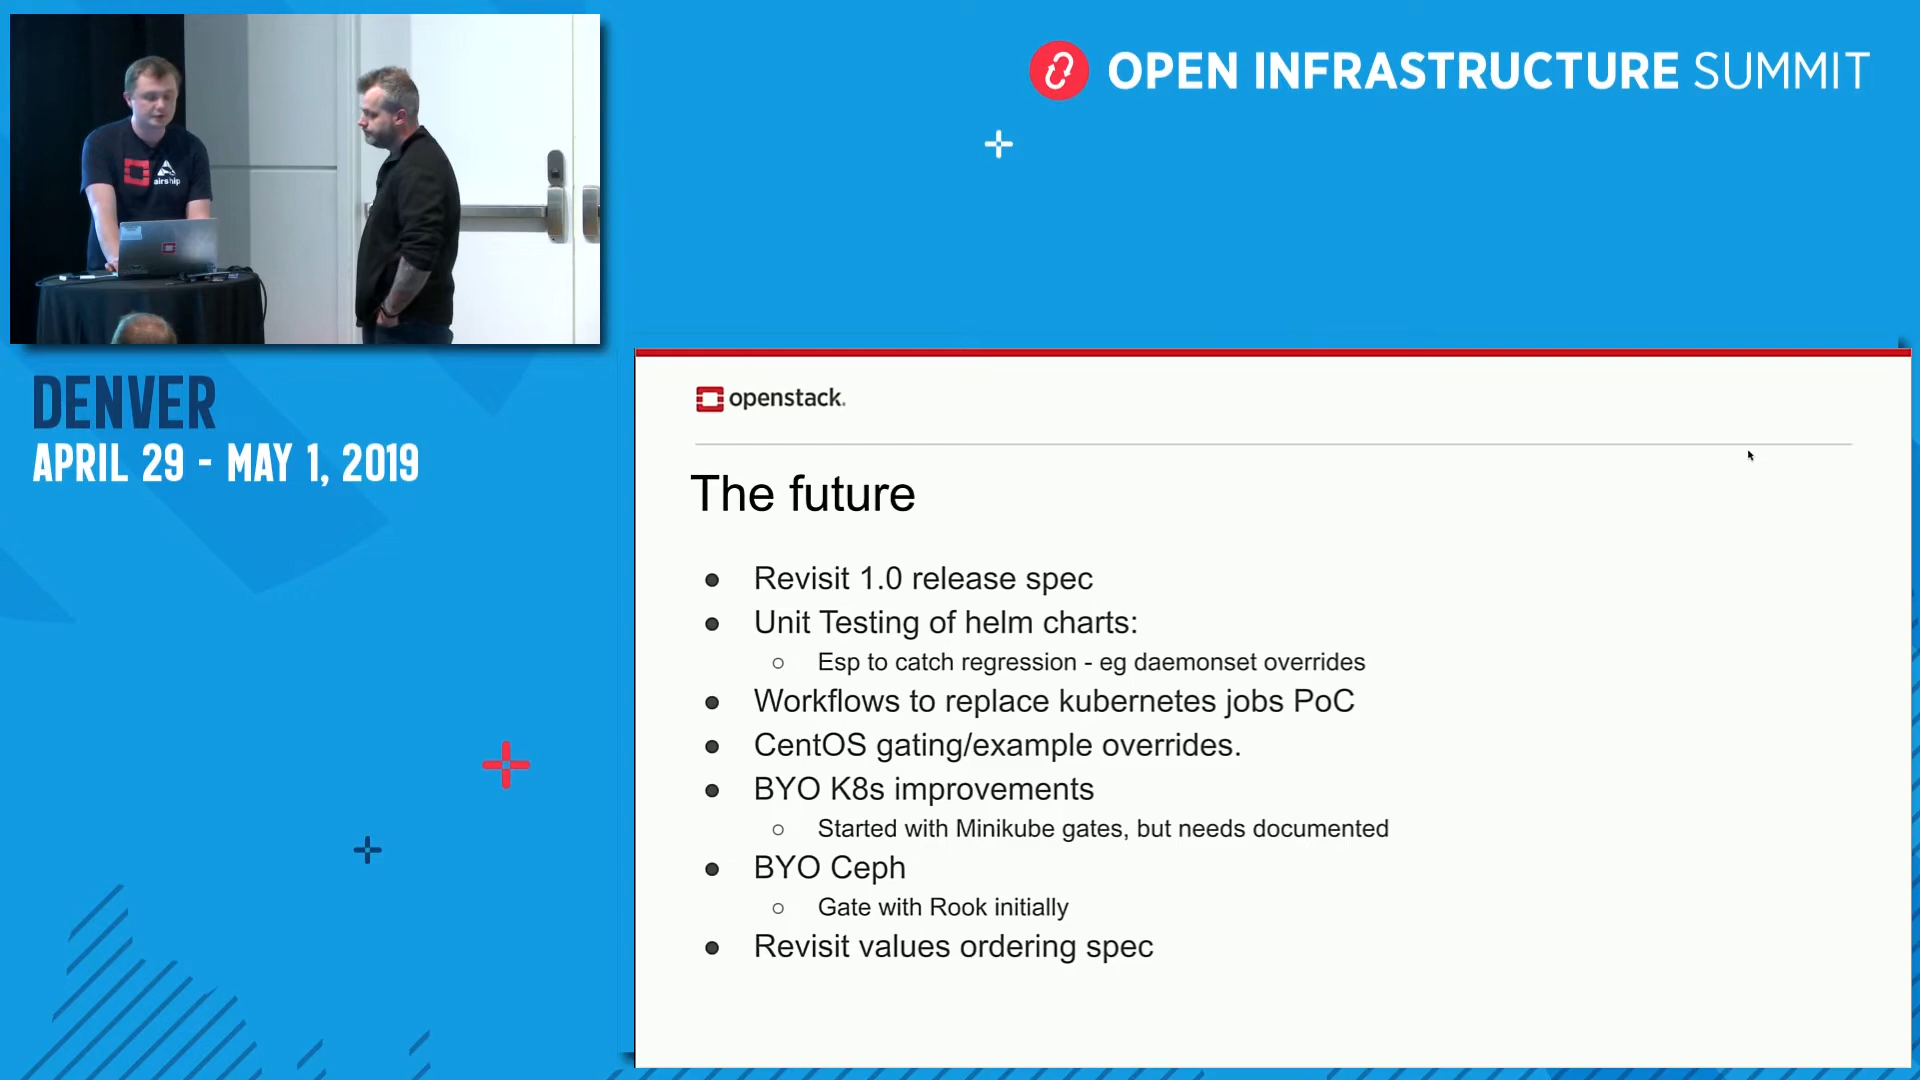 OPEN INFRASTRUCTURE SUMMIT
airship
DENVER
APRIL 29 - MAY 1, 2019
openstack.
The future
● Revisit 1.0 release spec
● Unit Testing of helm charts:
○ Esp to catch regression - eg daemonset overrides
● Workflows to replace kubernetes jobs PoC
● CentOS gating/example overrides.
● BYO K8s improvements
○ Started with Minikube gates, but needs documented
● BYO Ceph
○ Gate with Rook initially
● Revisit values ordering spec